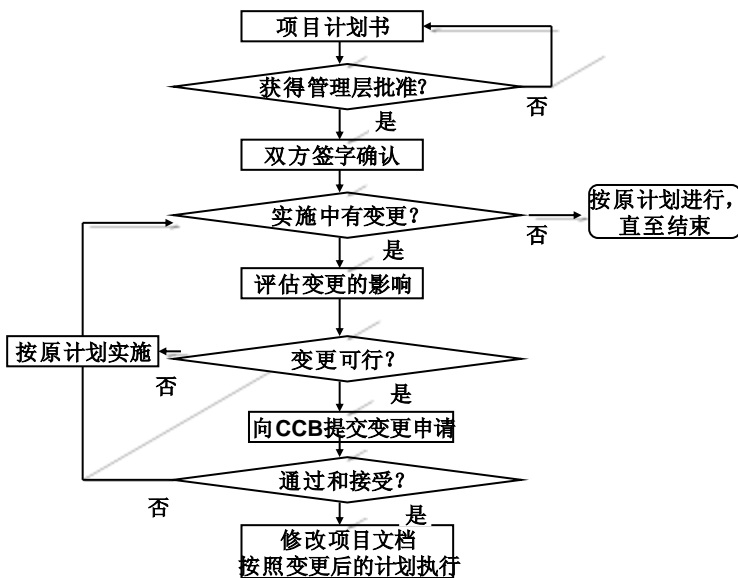 项目计划书
获得管理层批准？
否
是
双方签字确认
实施中有变更？
按原计划进行，
直至结束
否
是
评估变更的影响
按原计划实施
变更可行？
否
是
向CCB提交变更申请
通过和接受？
否
是
修改项目文档
按照变更后的计划执行